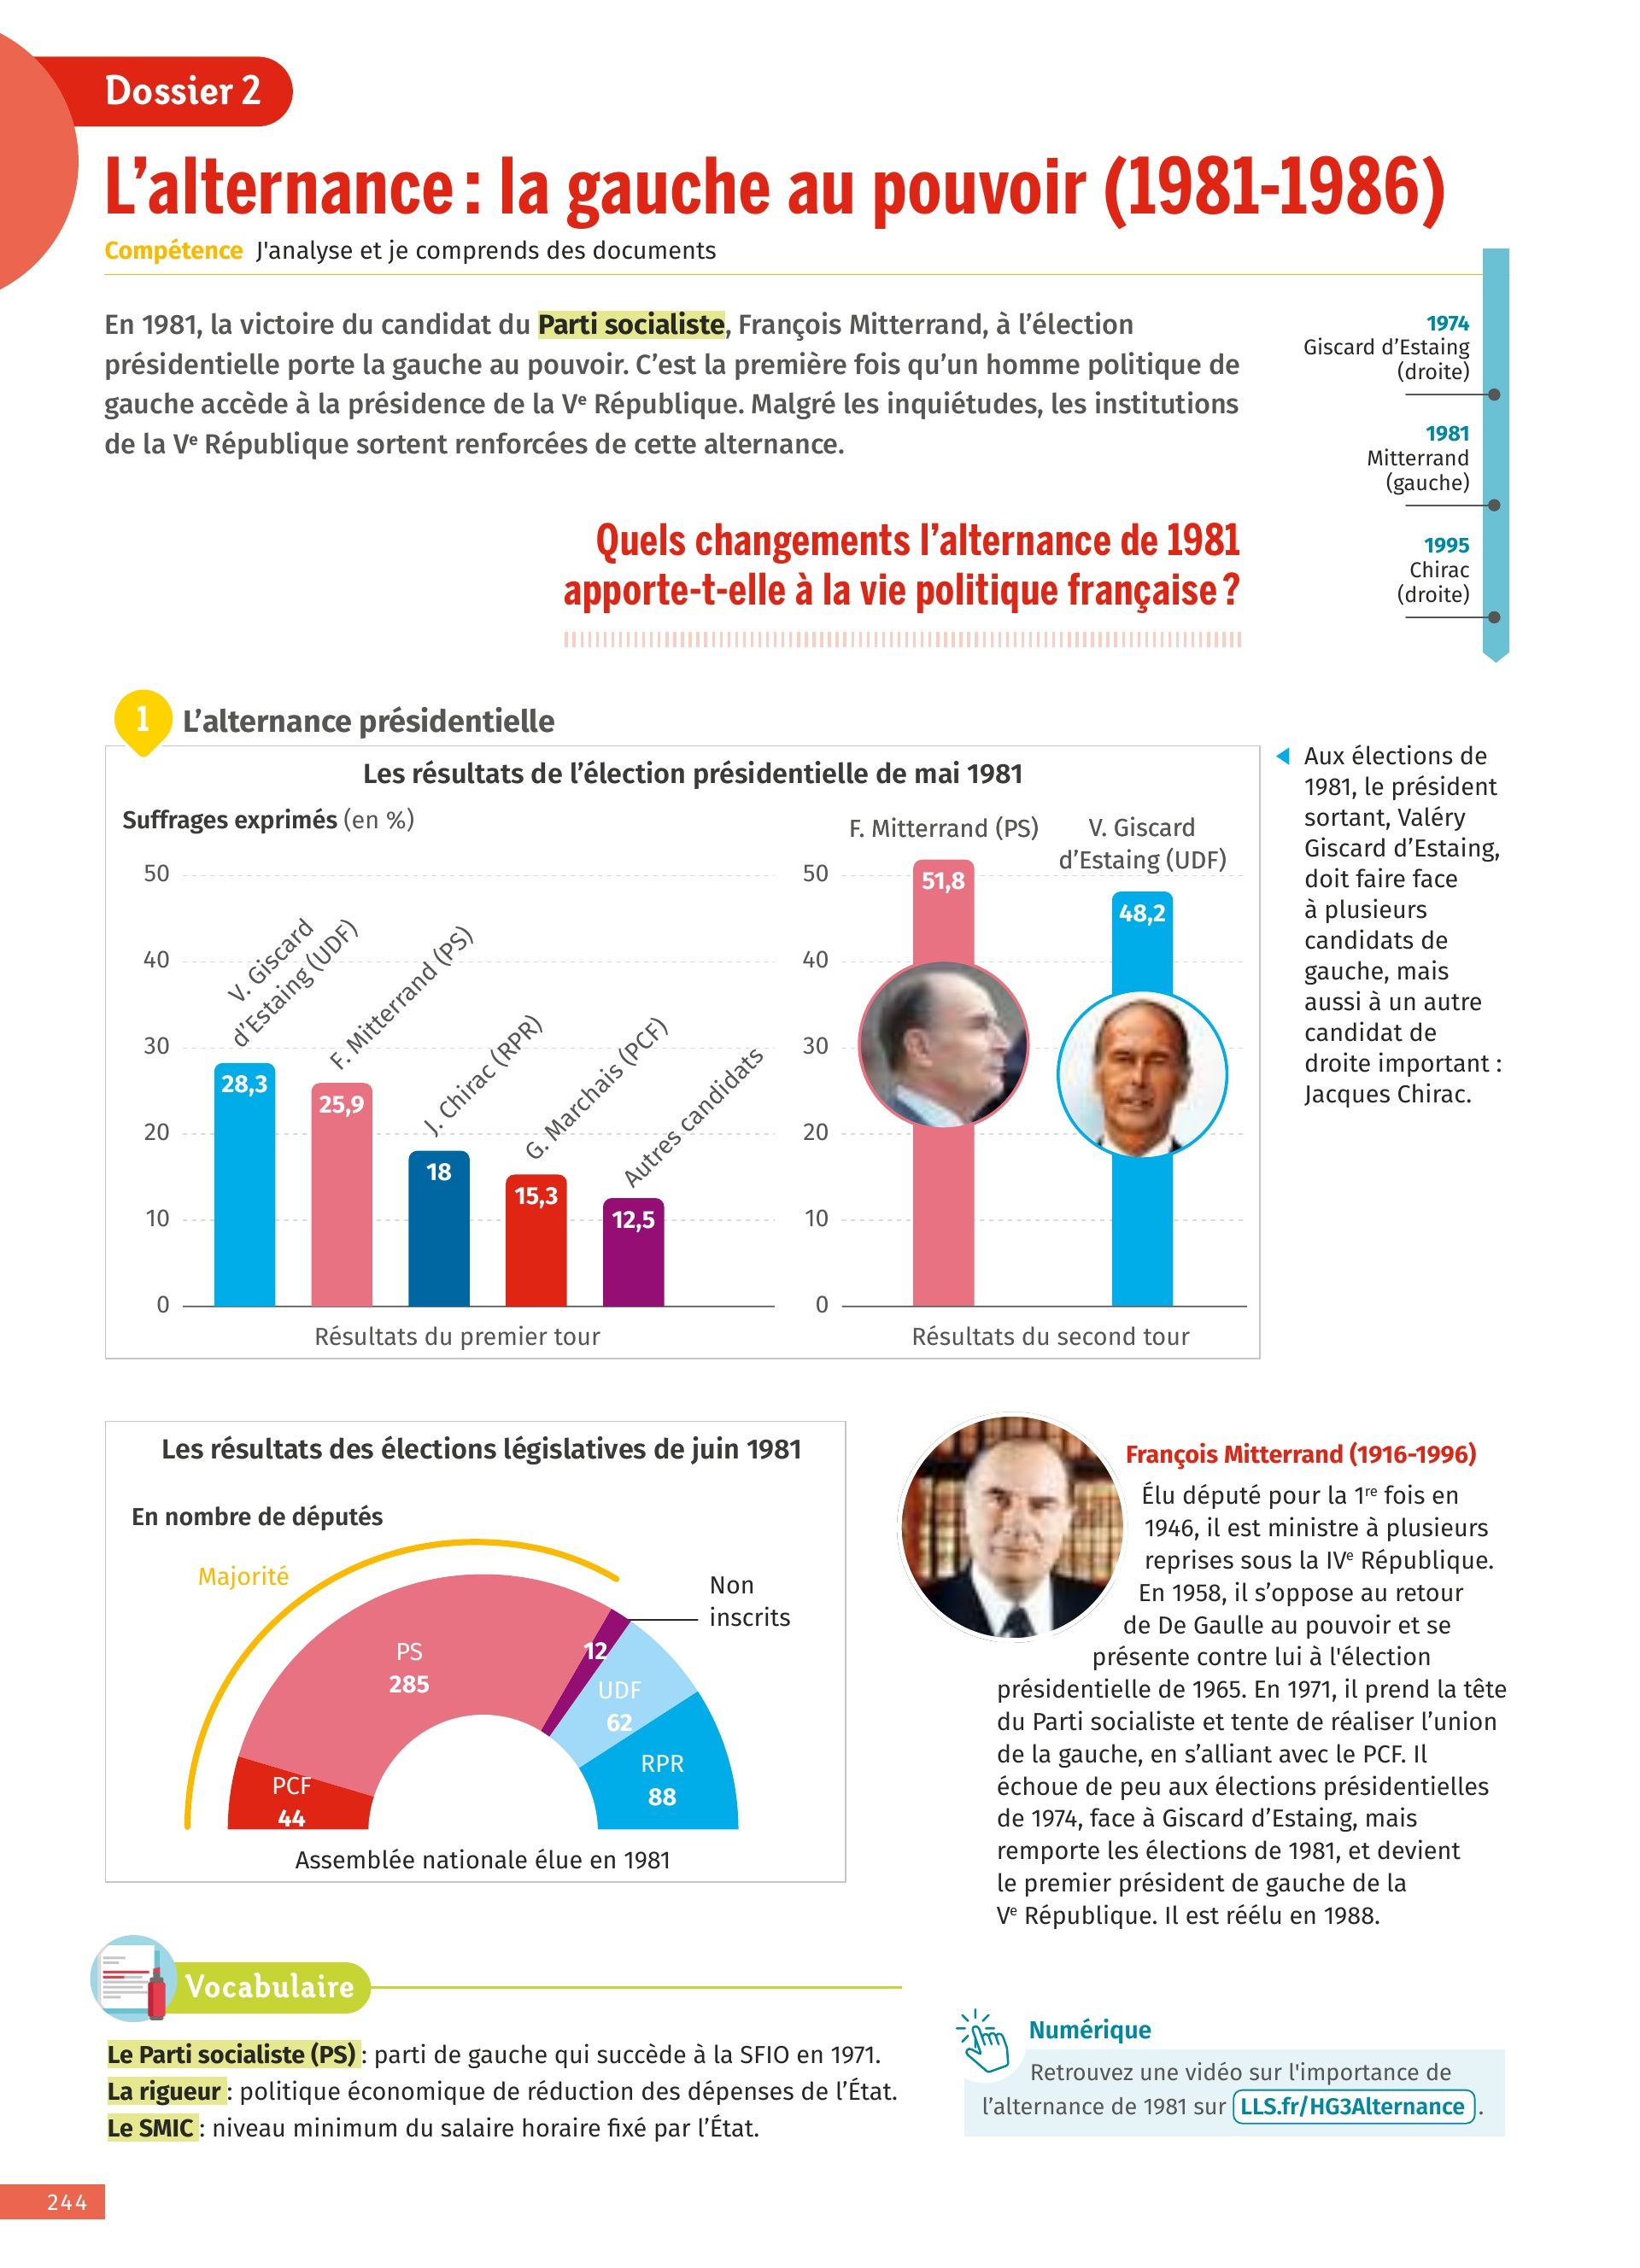 Dossier 2
L’alternance : la gauche au pouvoir (1981-1986)
Compétence J'analyse et je comprends des documents
En 1981, la victoire du candidat du Parti socialiste, François Mitterrand, à l’élection
présidentielle porte la gauche au pouvoir. C’est la première fois qu’un homme politique de
gauche accède à la présidence de la Vᵉ République. Malgré les inquiétudes, les institutions
de la Vᵉ République sortent renforcées de cette alternance.
Quels changements l’alternance de 1981
apporte-t-elle à la vie politique française ?
1974
Giscard d’Estaing
(droite)
1981
Mitterrand
(gauche)
1995
Chirac
(droite)
1 L’alternance présidentielle
Les résultats de l’élection présidentielle de mai 1981
Suffrages exprimés (en %)
50
40
30
20
10
0
V. Giscard
d’Estaing (UDF)
28,3
F. Mitterrand (PS)
25,9
J. Chirac (RPR)
18
G. Marchais (PCF)
15,3
Autres candidats
12,5
Résultats du premier tour
50
40
30
20
10
0
F. Mitterrand (PS)
51,8
V. Giscard
d’Estaing (UDF)
48,2
Résultats du second tour
Aux élections de
1981, le président
sortant, Valéry
Giscard d’Estaing,
doit faire face
à plusieurs
candidats de
gauche, mais
aussi à un autre
candidat de
droite important :
Jacques Chirac.
Les résultats des élections législatives de juin 1981
En nombre de députés
Majorité
PCF
44
PS
285
12
Non
inscrits
UDF
62
RPR
88
Assemblée nationale élue en 1981
François Mitterrand (1916-1996)
Élu député pour la 1ʳᵉ fois en
1946, il est ministre à plusieurs
reprises sous la IVᵉ République.
En 1958, il s’oppose au retour
de De Gaulle au pouvoir et se
présente contre lui à l'élection
présidentielle de 1965. En 1971, il prend la tête
du Parti socialiste et tente de réaliser l’union
de la gauche, en s’alliant avec le PCF. Il
échoue de peu aux élections présidentielles
de 1974, face à Giscard d’Estaing, mais
remporte les élections de 1981, et devient
le premier président de gauche de la
Vᵉ République. Il est réélu en 1988.
Vocabulaire
Le Parti socialiste (PS) : parti de gauche qui succède à la SFIO en 1971.
La rigueur : politique économique de réduction des dépenses de l’État.
Le SMIC : niveau minimum du salaire horaire fixé par l’État.
Numérique
Retrouvez une vidéo sur l'importance de
l’alternance de 1981 sur LLS.fr/HG3Alternance .
244